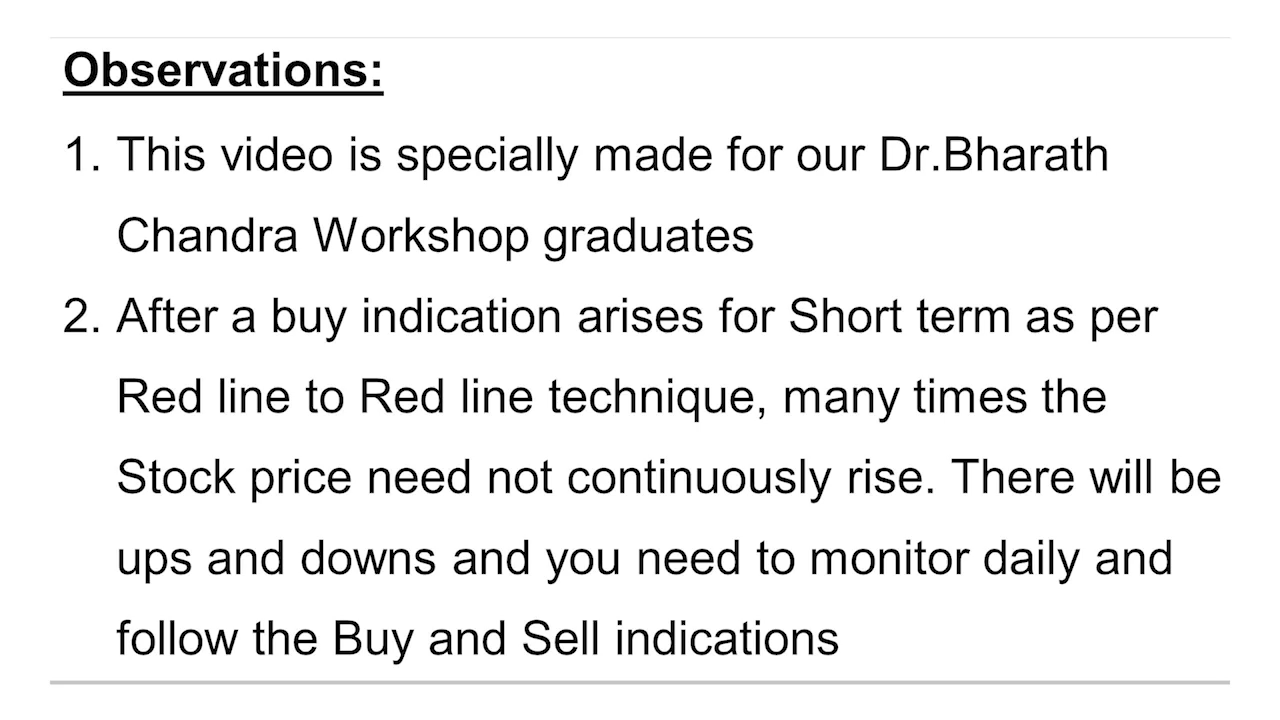 Observations:
1. This video is specially made for our Dr.Bharath
Chandra Workshop graduates
2. After a buy indication arises for Short term as per
Red line to Red line technique, many times the
Stock price need not continuously rise. There will be
ups and downs and you need to monitor daily and
follow the Buy and Sell indications